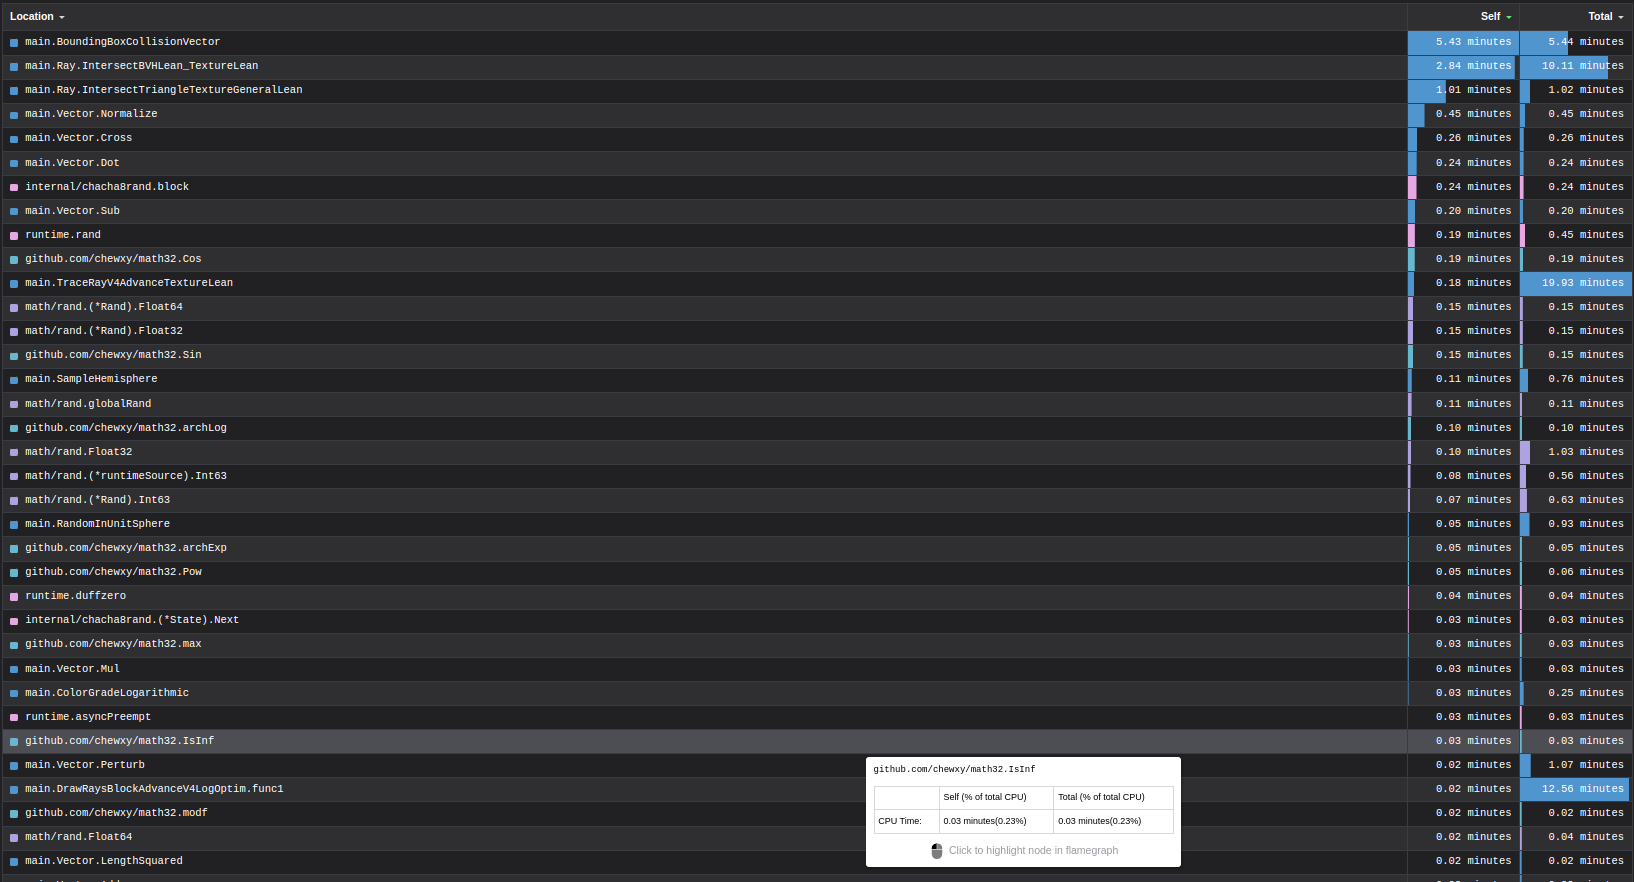 Location Self Total
main.BoundingBoxCollisionVector 5.43 minutes 5.44 minutes
main.Ray.IntersectBVHLean_TextureLean 2.84 minutes 10.11 minutes
main.Ray.IntersectTriangleTextureGeneralLean 1.01 minutes 1.02 minutes
main.Vector.Normalize 0.45 minutes 0.45 minutes
main.Vector.Cross 0.26 minutes 0.26 minutes
main.Vector.Dot 0.24 minutes 0.24 minutes
internal/chacha8rand.block 0.24 minutes 0.24 minutes
main.Vector.Sub 0.20 minutes 0.20 minutes
runtime.rand 0.19 minutes 0.45 minutes
github.com/chewxy/math32.Cos 0.19 minutes 0.19 minutes
main.TraceRayV4AdvanceTextureLean 0.18 minutes 19.93 minutes
math/rand.(*Rand).Float64 0.15 minutes 0.15 minutes
math/rand.(*Rand).Float32 0.15 minutes 0.15 minutes
github.com/chewxy/math32.Sin 0.15 minutes 0.15 minutes
main.SampleHemisphere 0.11 minutes 0.76 minutes
math/rand.globalRand 0.11 minutes 0.11 minutes
github.com/chewxy/math32.archLog 0.10 minutes 0.10 minutes
math/rand.Float32 0.10 minutes 1.03 minutes
math/rand.(*runtimeSource).Int63 0.08 minutes 0.56 minutes
math/rand.(*Rand).Int63 0.07 minutes 0.63 minutes
main.RandomInUnitSphere 0.05 minutes 0.93 minutes
github.com/chewxy/math32.archExp 0.05 minutes 0.05 minutes
github.com/chewxy/math32.Pow 0.05 minutes 0.06 minutes
runtime.duffzero 0.04 minutes 0.04 minutes
internal/chacha8rand.(*State).Next 0.03 minutes 0.03 minutes
github.com/chewxy/math32.max 0.03 minutes 0.03 minutes
main.Vector.Mul 0.03 minutes 0.03 minutes
main.ColorGradeLogarithmic 0.03 minutes 0.25 minutes
runtime.asyncPreempt 0.03 minutes 0.03 minutes
github.com/chewxy/math32.IsInf 0.03 minutes 0.03 minutes
main.Vector.Perturb 0.02 minutes 1.07 minutes
main.DrawRaysBlockAdvanceV4LogOptim.func1 0.02 minutes 12.56 minutes
github.com/chewxy/math32.modf 0.02 minutes 0.02 minutes
math/rand.Float64 0.02 minutes 0.04 minutes
main.Vector.LengthSquared 0.02 minutes 0.02 minutes
github.com/chewxy/math32.IsInf
Self (% of total CPU) Total (% of total CPU)
CPU Time: 0.03 minutes(0.23%) 0.03 minutes(0.23%)
Click to highlight node in flamegraph